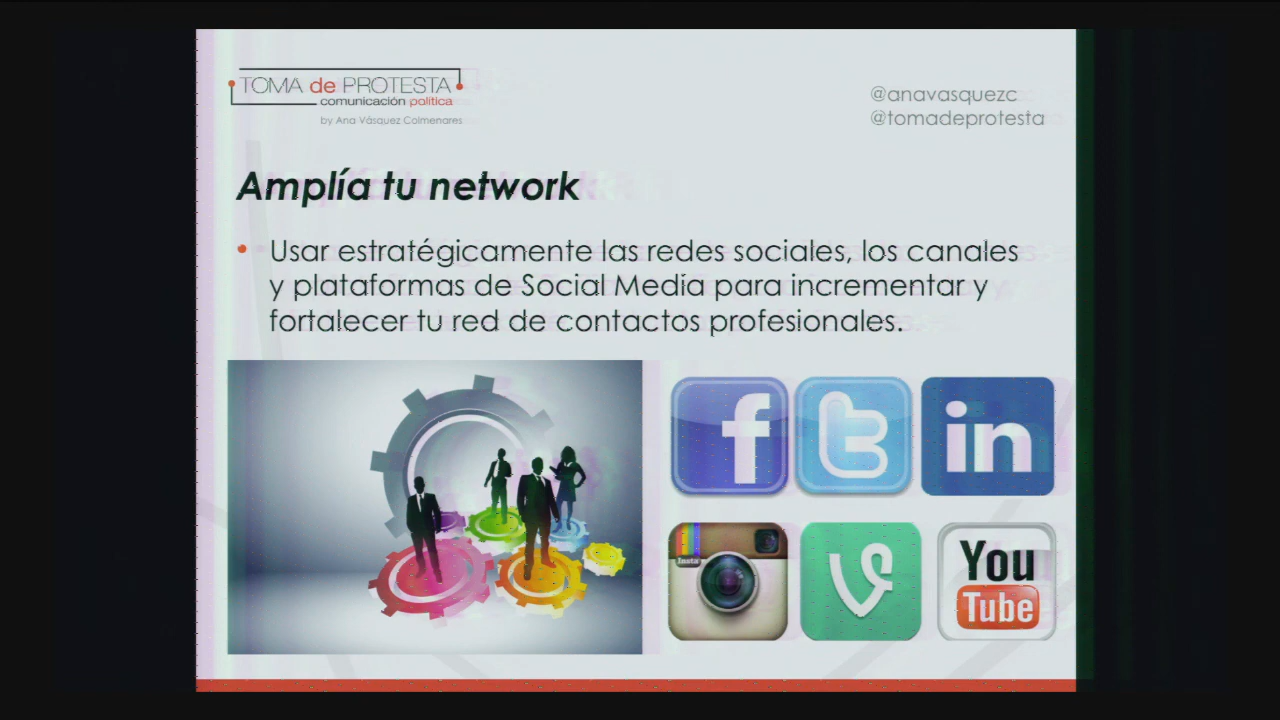 TOMA de PROTESTA
comunicación política
by Ana Vásquez Colmenares
@anavasquezc
@tomadeprotesta
Amplía tu network
• Usar estratégicamente las redes sociales, los canales
y plataformas de Social Media para incrementar y
fortalecer tu red de contactos profesionales.
f t in
Insta
You
Tube